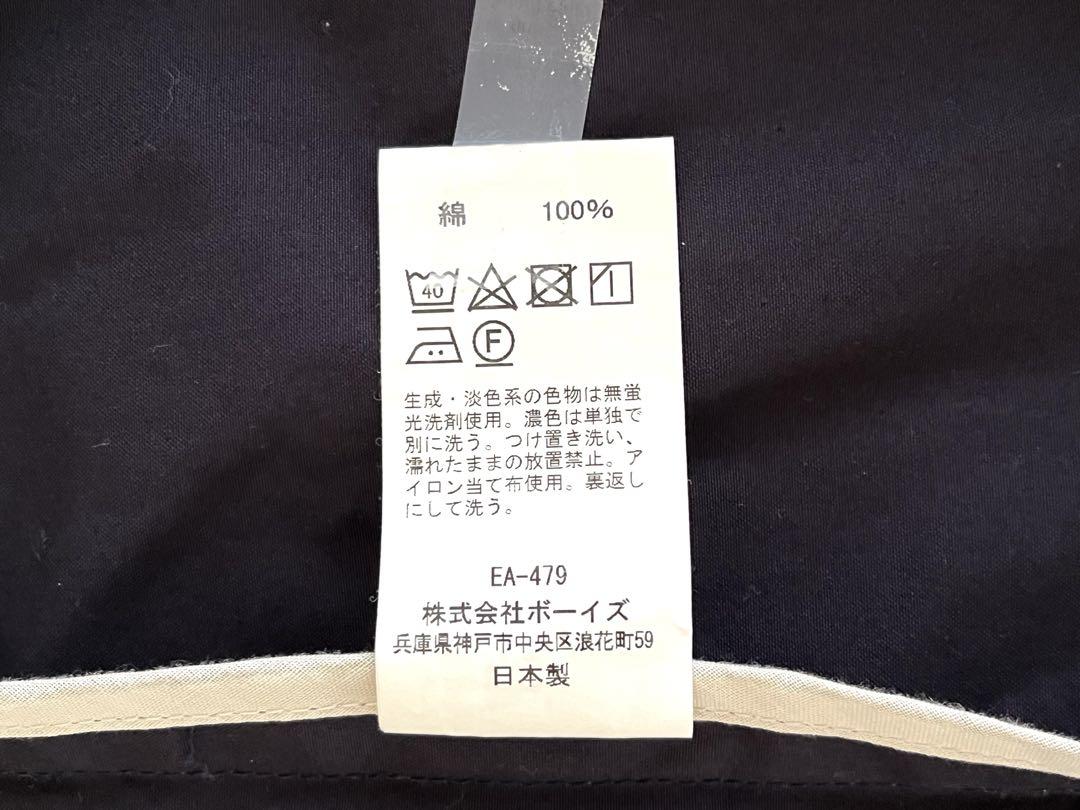 綿 100%
40
F
生成・淡色系の色物は無蛍
光洗剤使用。濃色は単独で
別に洗う。つけ置き洗い、
濡れたままの放置禁止。ア
イロン当て布使用。裏返し
にして洗う。
EA-479
株式会社ボーイズ
兵庫県神戸市中央区浪花町59
日本製